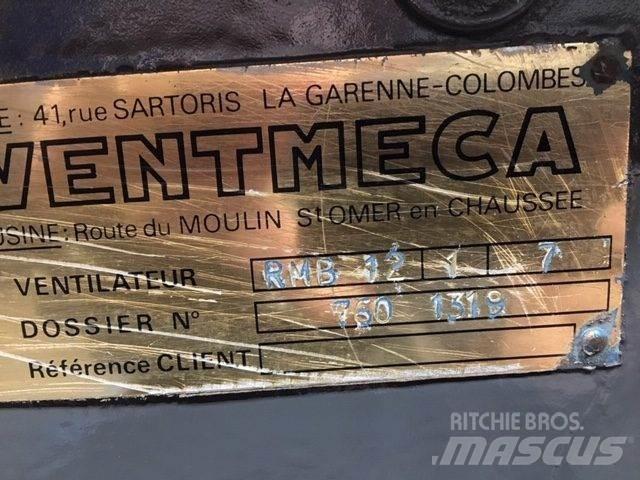 E: 41, rue SARTORIS LA GARENNE-COLOMBES
VENTMECA
USINE: Route du MOULIN St OMER en CHAUSSEE
VENTILATEUR RMB 12 1 7
DOSSIER N° 760 1319
Référence CLIENT
RITCHIE BROS.
MASCUS